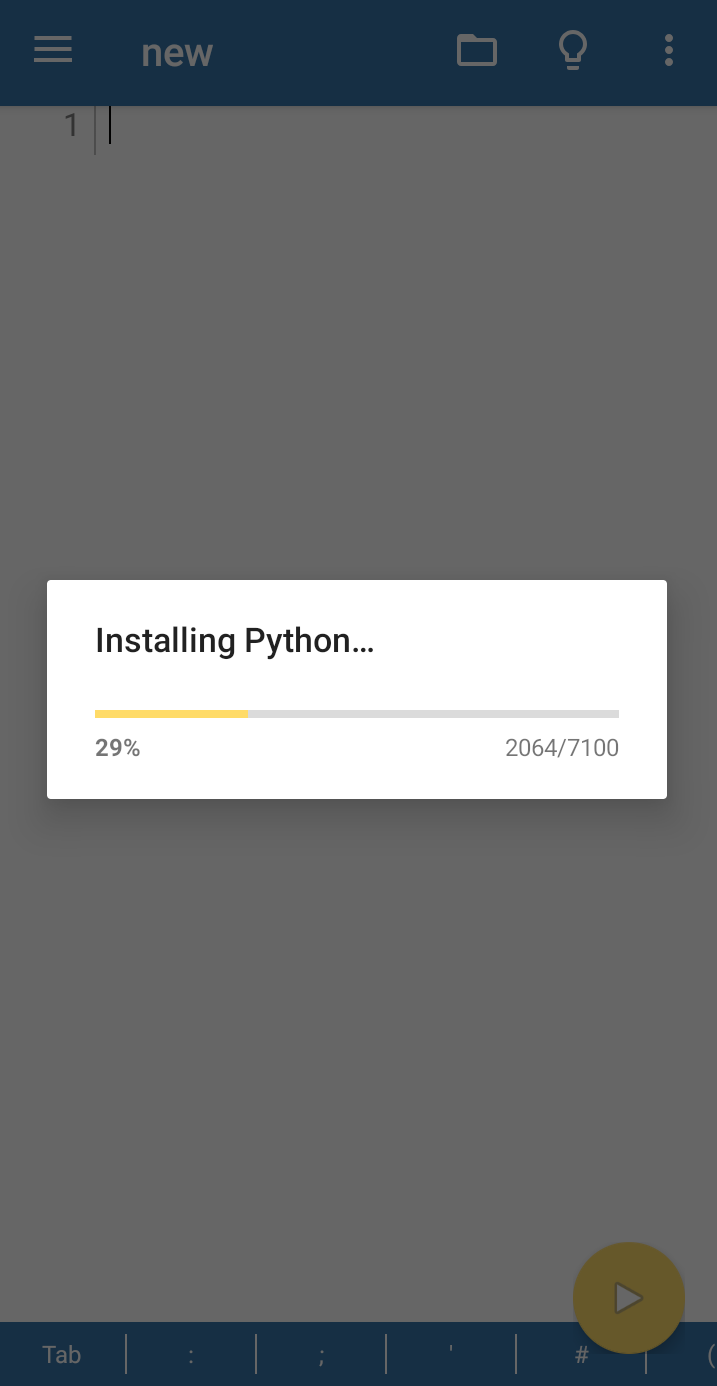 new
1
Installing Python…
29% 2064/7100
Tab : ; ' # (